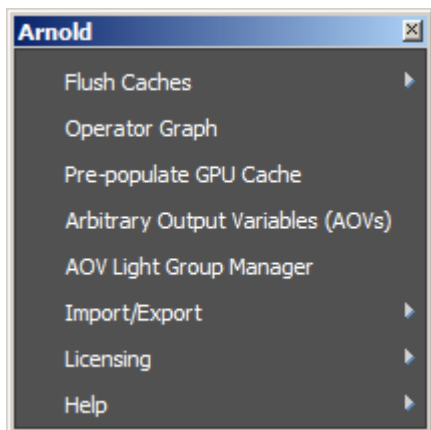 Arnold
Flush Caches
Operator Graph
Pre-populate GPU Cache
Arbitrary Output Variables (AOVs)
AOV Light Group Manager
Import/Export
Licensing
Help